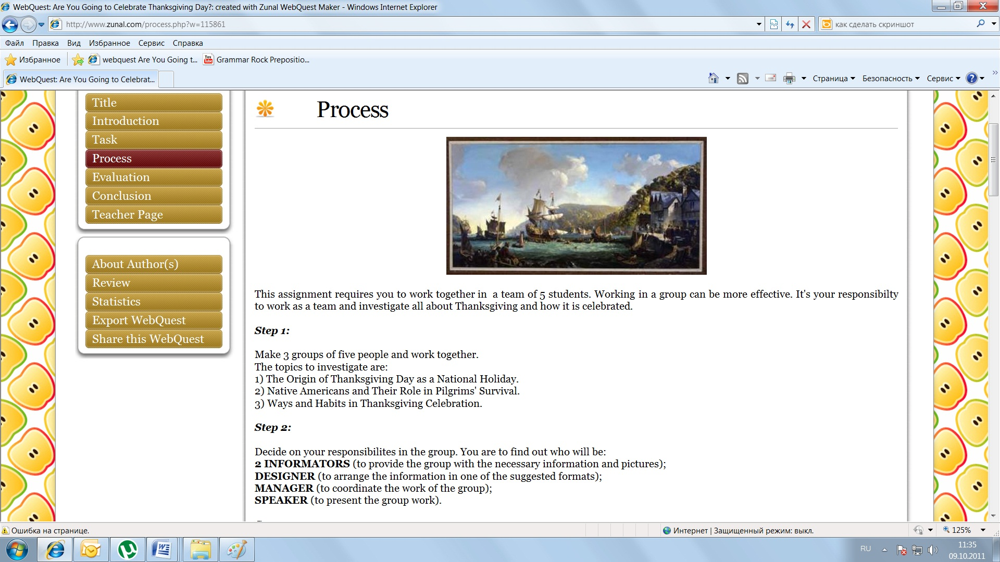 WebQuest: Are You Going to Celebrate Thanksgiving Day?: created with Zunal WebQuest Maker - Windows Internet Explorer
http://www.zunal.com/process.php?w=115861
как сделать скриншот
Файл Правка Вид Избранное Сервис Справка
Избранное webquest Are You Going t... You Tube Grammar Rock Prepositio...
WebQuest: Are You Going to Celebrat... Страница Безопасность Сервис
Title
Introduction
Task
Process
Evaluation
Conclusion
Teacher Page
About Author(s)
Review
Statistics
Export WebQuest
Share this WebQuest
Process
This assignment requires you to work together in a team of 5 students. Working in a group can be more effective. It's your responsibilty
to work as a team and investigate all about Thanksgiving and how it is celebrated.
Step 1:
Make 3 groups of five people and work together.
The topics to investigate are:
1) The Origin of Thanksgiving Day as a National Holiday.
2) Native Americans and Their Role in Pilgrims' Survival.
3) Ways and Habits in Thanksgiving Celebration.
Step 2:
Decide on your responsibilites in the group. You are to find out who will be:
2 INFORMATORS (to provide the group with the necessary information and pictures);
DESIGNER (to arrange the information in one of the suggested formats);
MANAGER (to coordinate the work of the group);
SPEAKER (to present the group work).
Ошибка на странице. Интернет | Защищенный режим: выкл. 125%
RU 11:35
09.10.2011